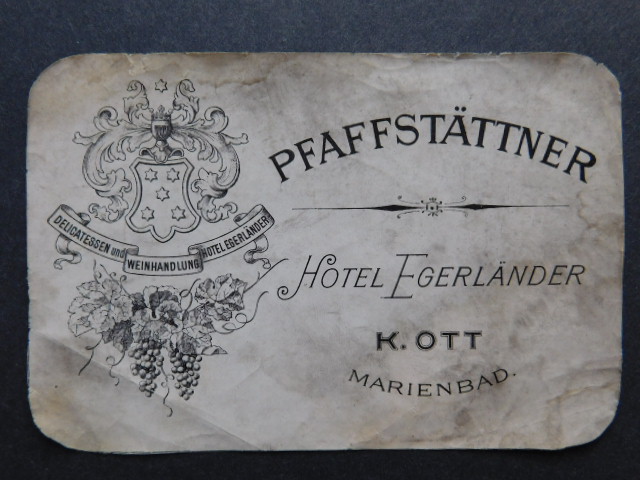 DELICATESSEN und WEINHANDLUNG HOTEL EGERLÄNDER
PFAFFSTÄTTNER
HOTEL EGERLÄNDER
K. OTT
MARIENBAD.